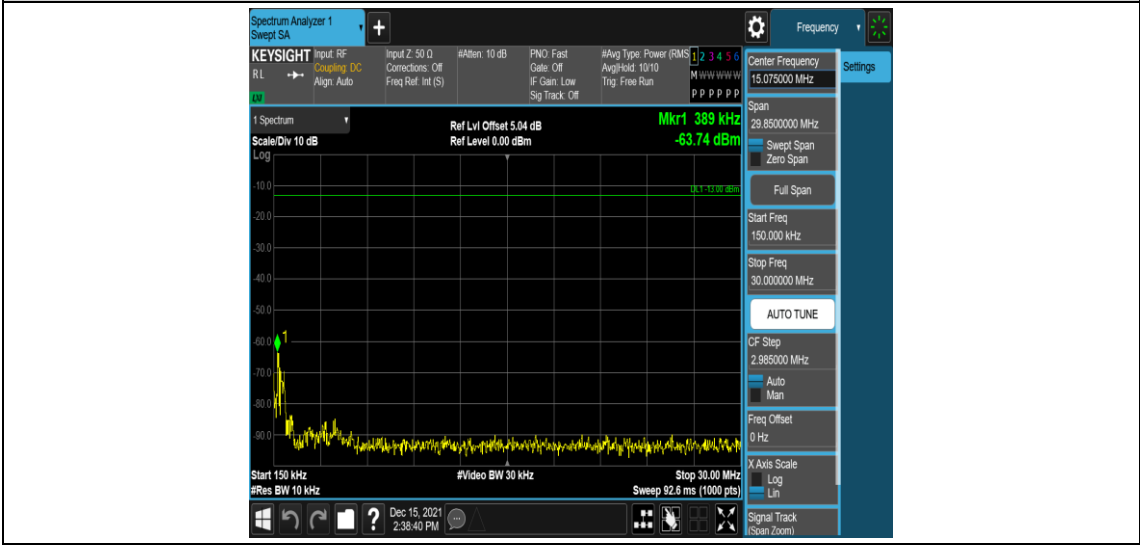 Spectrum Analyzer 1
Swept SA
+
Frequency
KEYSIGHT
RL
LM
Input: RF
Coupling: DC
Align: Auto
Input Z: 50 Ω
Corrections: Off
Freq Ref: Int (S)
#Atten: 10 dB
PNO: Fast
Gate: Off
IF Gain: Low
Sig Track: Off
#Avg Type: Power (RMS
Avg|Hold: 10/10
Trig: Free Run
1 2 3 4 5 6
M W W W W W
P P P P P P
1 Spectrum
Scale/Div 10 dB
Log
Ref Lvl Offset 5.04 dB
Ref Level 0.00 dBm
Mkr1 389 kHz
-63.74 dBm
DL1 -13.00 dBm
-10.0
-20.0
-30.0
-40.0
-50.0
-60.0
1
-70.0
-80.0
-90.0
Start 150 kHz
#Video BW 30 kHz
Stop 30.00 MHz
#Res BW 10 kHz
Sweep 92.6 ms (1000 pts)
?
Dec 15, 2021
2:38:40 PM
Center Frequency
15.075000 MHz
Settings
Span
29.8500000 MHz
Swept Span
Zero Span
Full Span
Start Freq
150.000 kHz
Stop Freq
30.000000 MHz
AUTO TUNE
CF Step
2.985000 MHz
Auto
Man
Freq Offset
0 Hz
X Axis Scale
Log
Lin
Signal Track
(Span Zoom)